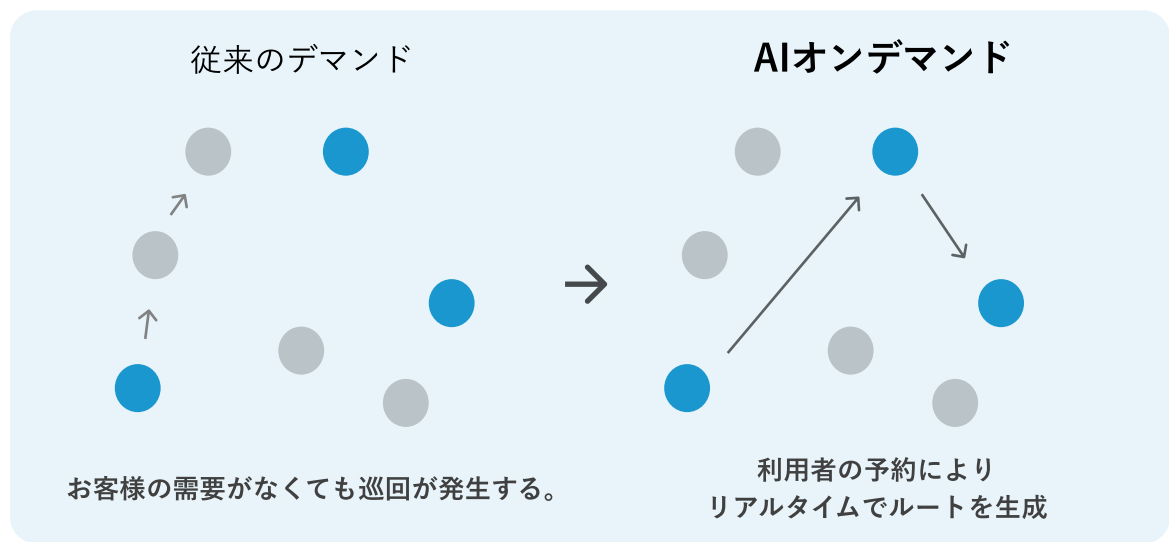 従来のデマンド
AIオンデマンド
お客様の需要がなくても巡回が発生する。
利用者の予約により
リアルタイムでルートを生成